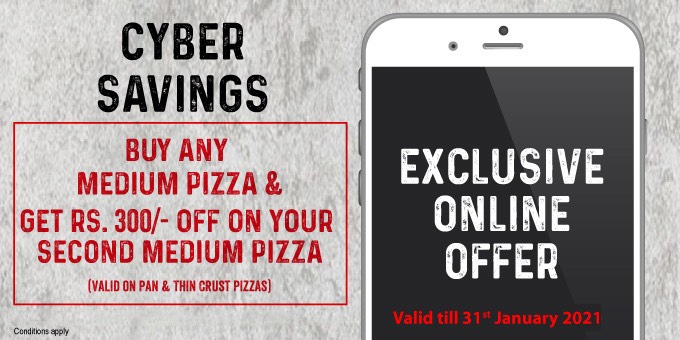 CYBER
SAVINGS
BUY ANY
MEDIUM PIZZA &
GET RS. 300/- OFF ON YOUR
SECOND MEDIUM PIZZA
(VALID ON PAN & THIN CRUST PIZZAS)
Conditions apply
EXCLUSIVE
ONLINE
OFFER
Valid till 31st January 2021